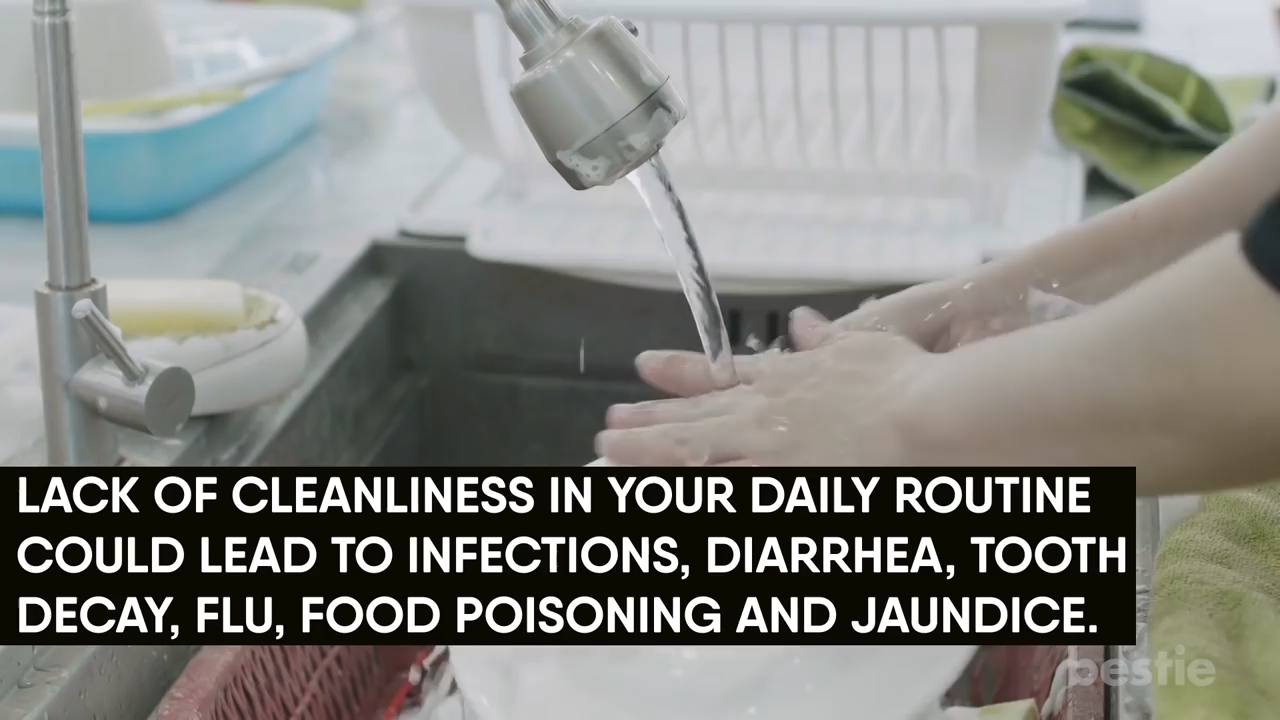 LACK OF CLEANLINESS IN YOUR DAILY ROUTINE
COULD LEAD TO INFECTIONS, DIARRHEA, TOOTH
DECAY, FLU, FOOD POISONING AND JAUNDICE.
bestie